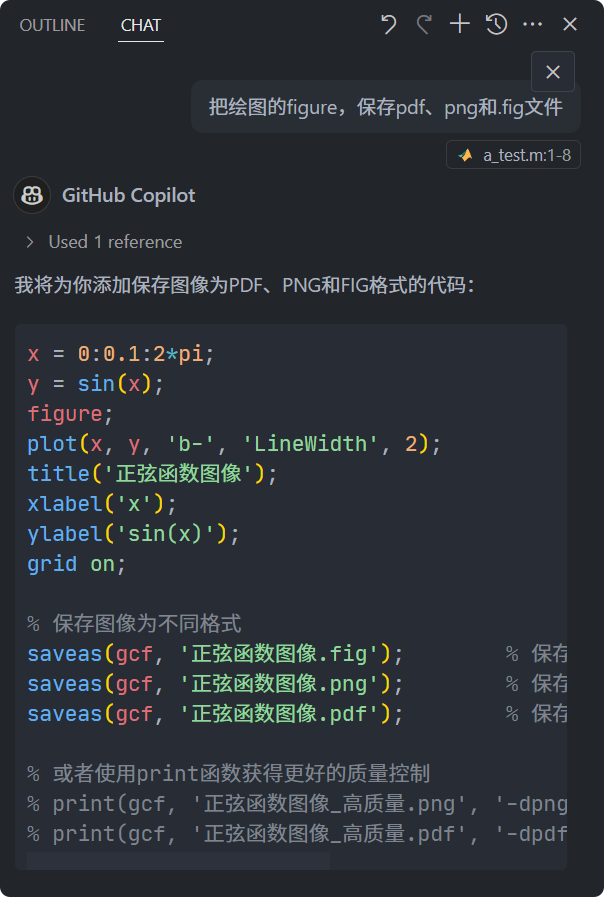 OUTLINE CHAT
把绘图的figure，保存pdf、png和.fig文件
a_test.m:1-8
GitHub Copilot
Used 1 reference
我将为你添加保存图像为PDF、PNG和FIG格式的代码：
x = 0:0.1:2*pi;
y = sin(x);
figure;
plot(x, y, 'b-', 'LineWidth', 2);
title('正弦函数图像');
xlabel('x');
ylabel('sin(x)');
grid on;
% 保存图像为不同格式
saveas(gcf, '正弦函数图像.fig'); % 保存
saveas(gcf, '正弦函数图像.png'); % 保存
saveas(gcf, '正弦函数图像.pdf'); % 保存
% 或者使用print函数获得更好的质量控制
% print(gcf, '正弦函数图像_高质量.png', '-dpng
% print(gcf, '正弦函数图像_高质量.pdf', '-dpdf